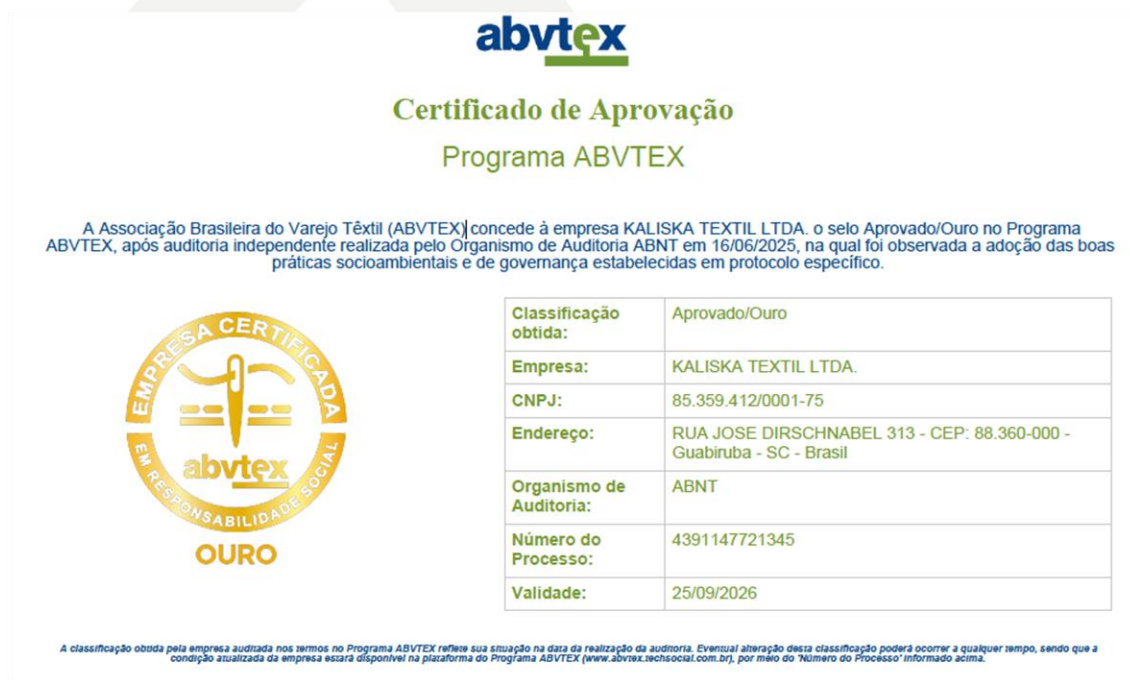 abvtex
Certificado de Aprovação
Programa ABVTEX
A Associação Brasileira do Varejo Têxtil (ABVTEX) concede à empresa KALISKA TEXTIL LTDA. o selo Aprovado/Ouro no Programa
ABVTEX, após auditoria independente realizada pelo Organismo de Auditoria ABNT em 16/06/2025, na qual foi observada a adoção das boas
práticas socioambientais e de governança estabelecidas em protocolo específico.
EMPRESA CERTIFICADA
abvtex
EM RESPONSABILIDADE SOCIAL
OURO
Classificação obtida: Aprovado/Ouro
Empresa: KALISKA TEXTIL LTDA.
CNPJ: 85.359.412/0001-75
Endereço: RUA JOSE DIRSCHNABEL 313 - CEP: 88.360-000 -
Guabiruba - SC - Brasil
Organismo de Auditoria: ABNT
Número do Processo: 4391147721345
Validade: 25/09/2026
A classificação obtida pela empresa auditada nos termos no Programa ABVTEX reflete sua situação na data da realização da auditoria. Eventual alteração desta classificação poderá ocorrer a qualquer tempo, sendo que a
condição atualizada da empresa estará disponível na plataforma do Programa ABVTEX (www.abvtex.techsocial.com.br), por meio do 'Número do Processo' informado acima.